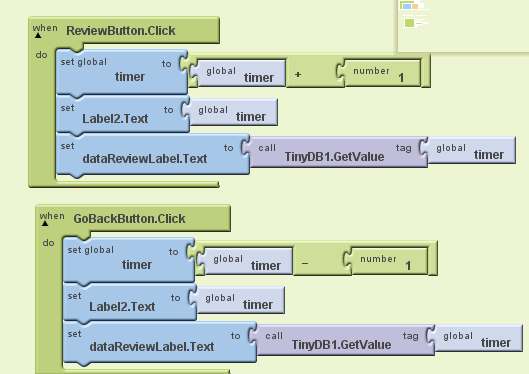 when ReviewButton.Click
do set global timer to global timer + number 1
set Label2.Text to global timer
set dataReviewLabel.Text to call TinyDB1.GetValue tag global timer
when GoBackButton.Click
do set global timer to global timer − number 1
set Label2.Text to global timer
set dataReviewLabel.Text to call TinyDB1.GetValue tag global timer